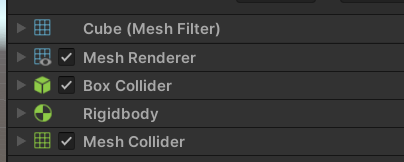 Cube (Mesh Filter)
Mesh Renderer
Box Collider
Rigidbody
Mesh Collider